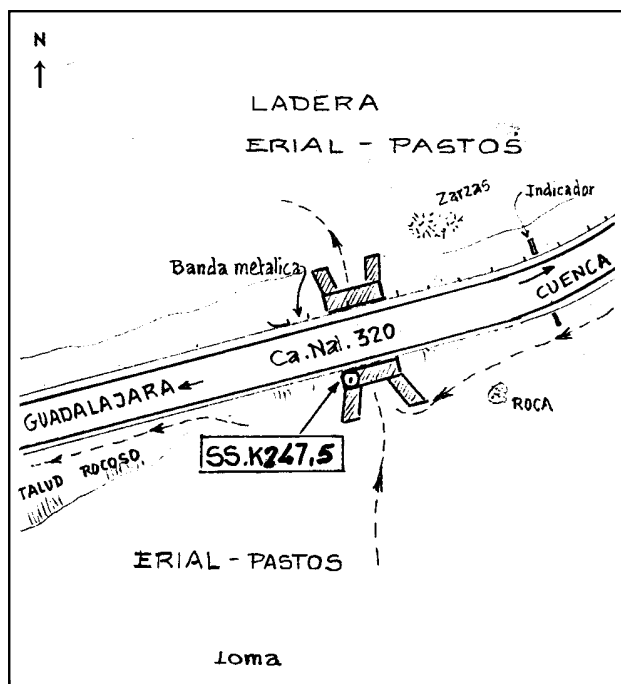 N
LADERA
ERIAL - PASTOS
Zarzas
Indicador
Banda metalica
CUENCA
Ca.Nal.320
GUADALAJARA
ROCA
SS.K247,5
TALUD ROCOSO
ERIAL - PASTOS
Loma